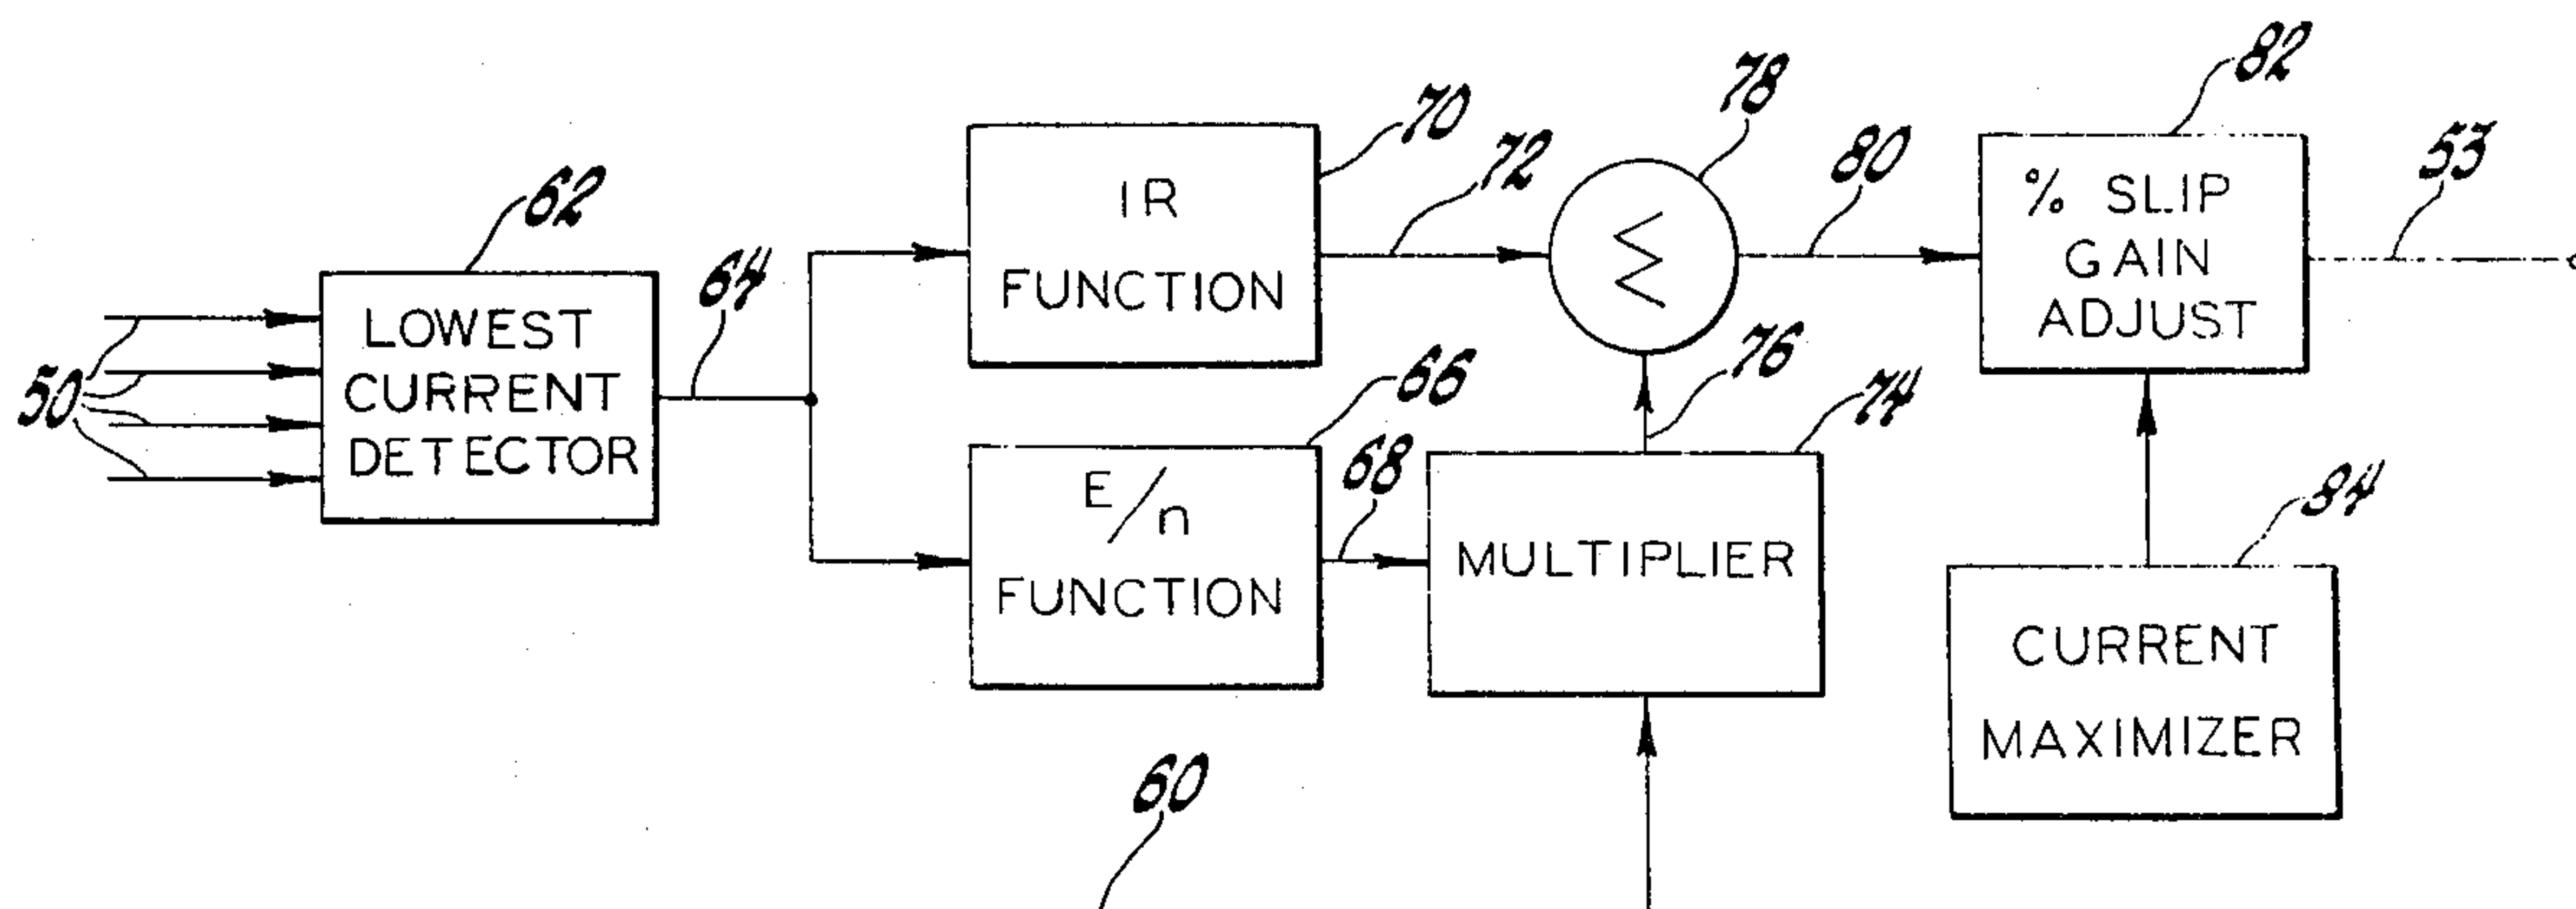 82
78
70
72
80
53
62
% SLIP
GAIN
ADJUST
IR
FUNCTION
Σ
64
LOWEST
CURRENT
DETECTOR
50
76
74
66
68
E/n
FUNCTION
MULTIPLIER
84
CURRENT
MAXIMIZER
60